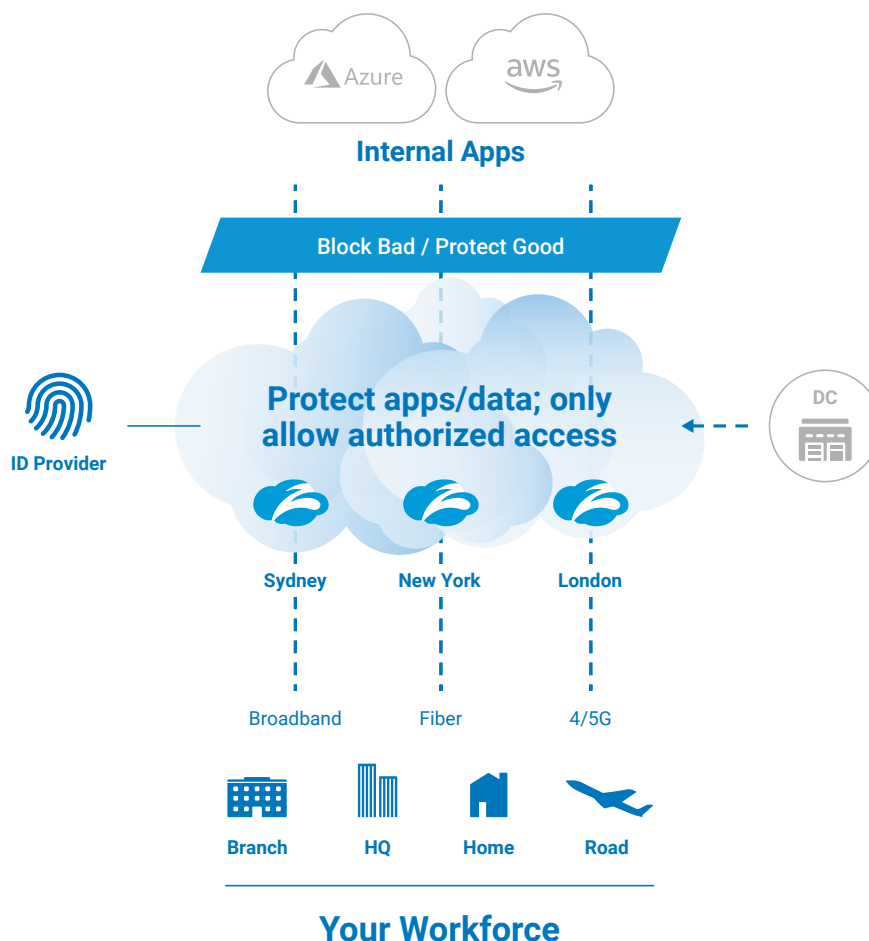 Azure
aws
Internal Apps
Block Bad / Protect Good
Protect apps/data; only
allow authorized access
ID Provider
DC
Sydney
New York
London
Broadband
Fiber
4/5G
Branch
HQ
Home
Road
Your Workforce